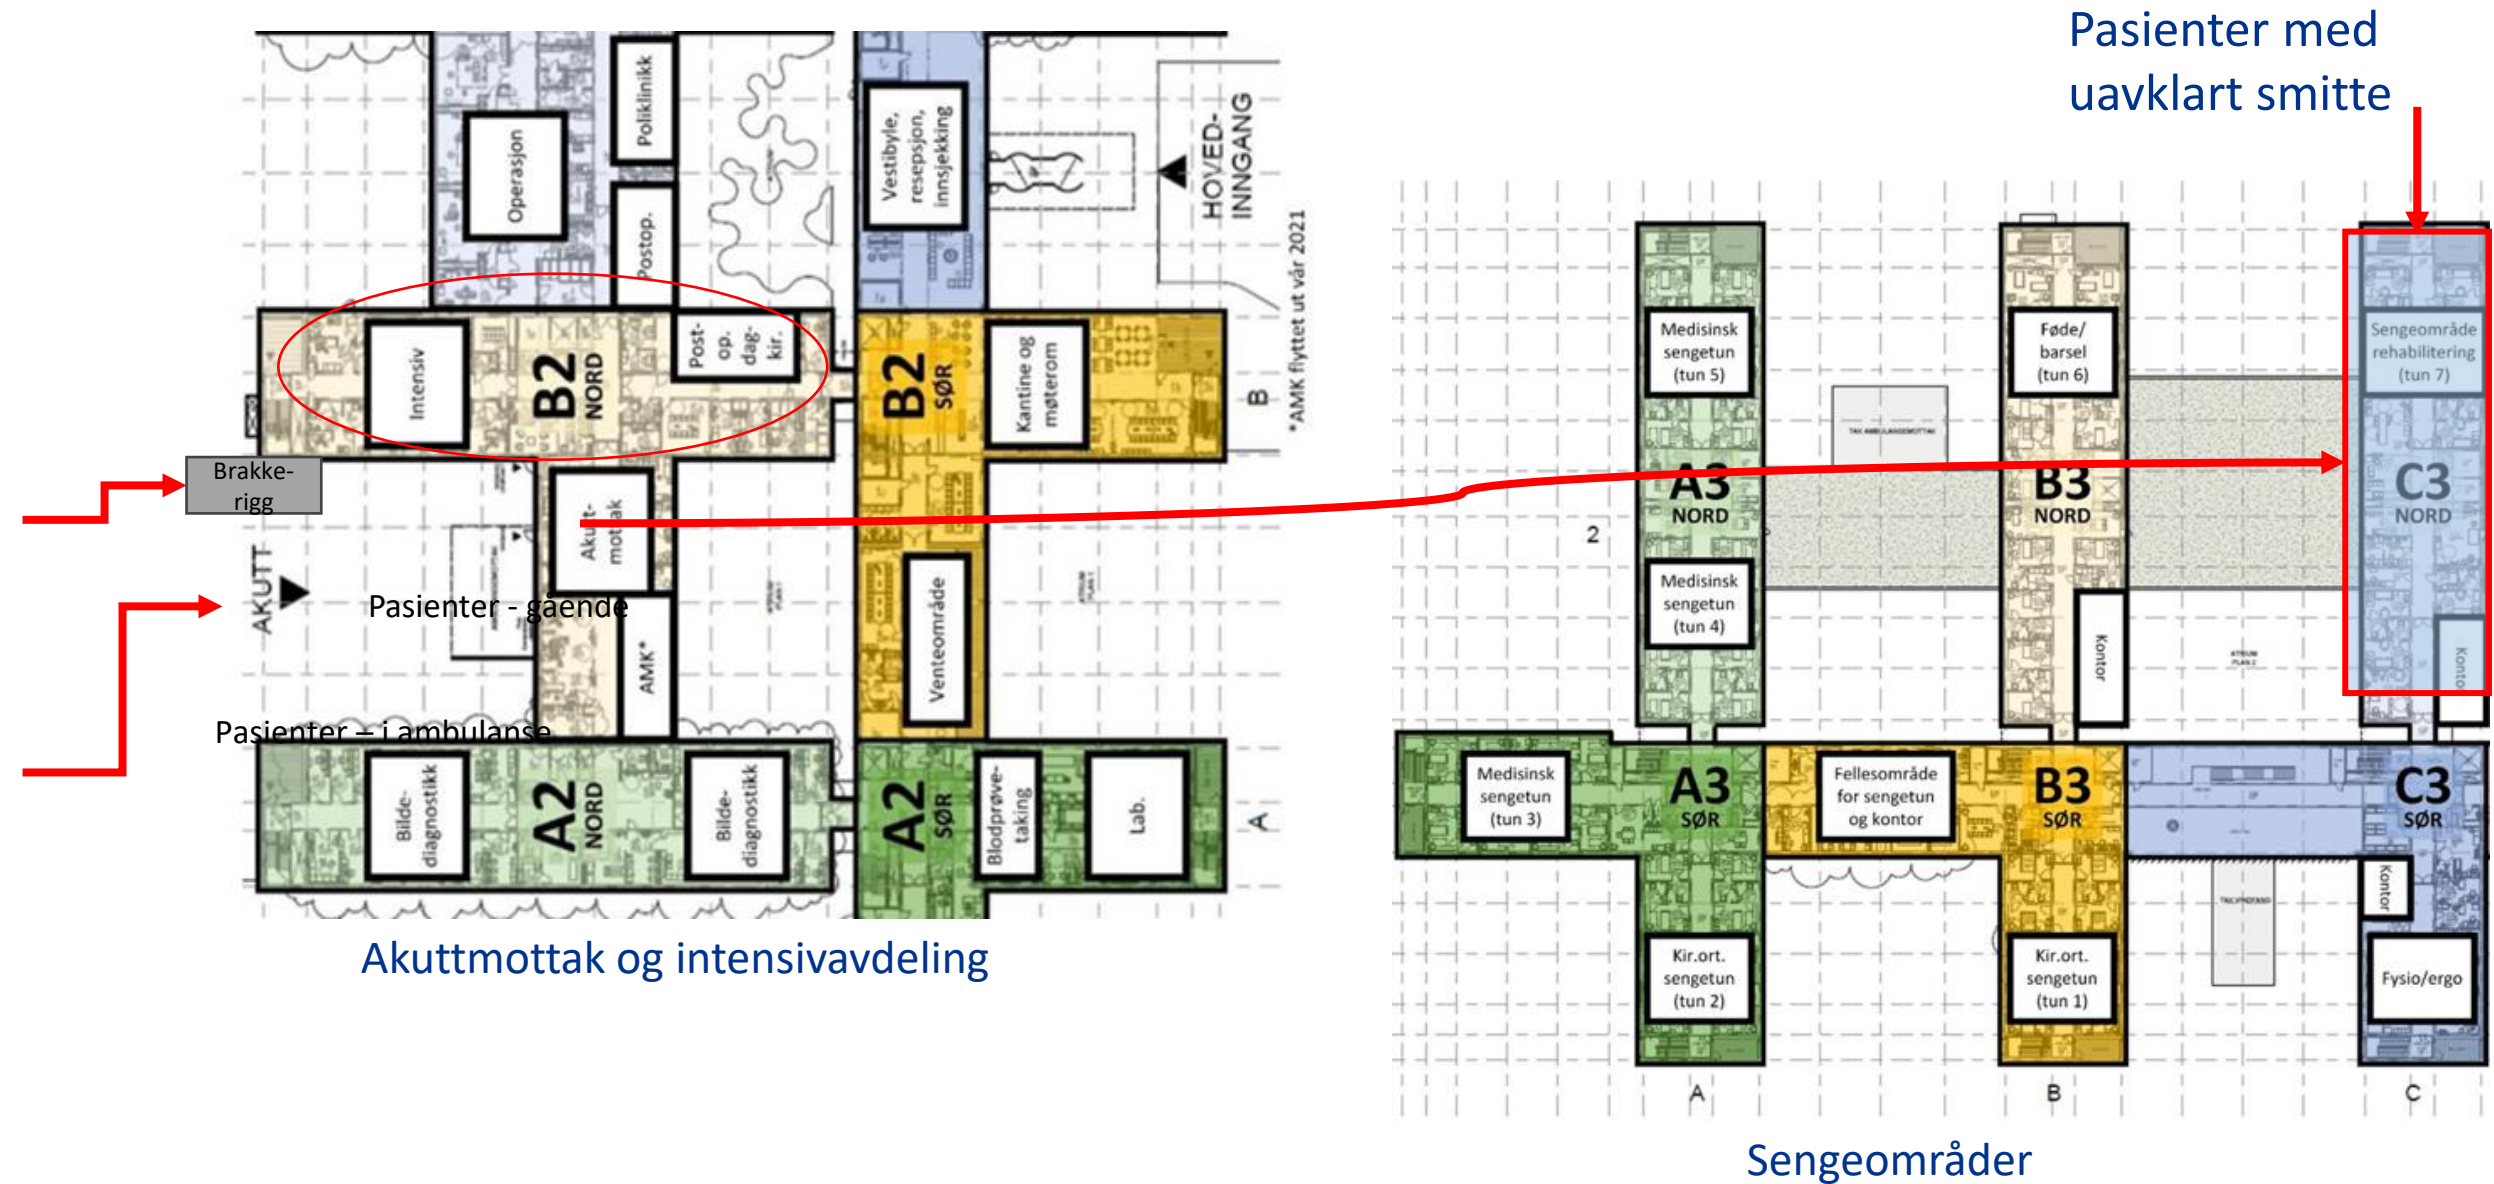 Pasienter med
uavklart smitte
Operasjon
Poliklinikk
Postop.
Vestibyle,
resepsjon,
innsjekking
HOVED-
INNGANG
*AMK flyttet ut vår 2021
Intensiv
B2
NORD
Post-
op.
dag-
kir.
B2
SØR
Kantine og
møterom
B
Brakke-
rigg
Akutt-
mottak
AKUTT
Pasienter - gående
AMK*
Venteområde
Pasienter – i ambulanse
Bilde-
diagnostikk
A2
NORD
Bilde-
diagnostikk
A2
SØR
Blodprøve-
taking
Lab.
A
Akuttmottak og intensivavdeling
Medisinsk
sengetun
(tun 5)
Føde/
barsel
(tun 6)
Sengeområde
rehabilitering
(tun 7)
TAK AMBULANSEMOTTAK
A3
NORD
B3
NORD
C3
NORD
2
Medisinsk
sengetun
(tun 4)
Kontor
ATRIUM
PLAN 2
Kontor
Medisinsk
sengetun
(tun 3)
A3
SØR
Fellesområde
for sengetun
og kontor
B3
SØR
C3
SØR
Kontor
Kir.ort.
sengetun
(tun 2)
Kir.ort.
sengetun
(tun 1)
Fysio/ergo
A
B
C
Sengeområder